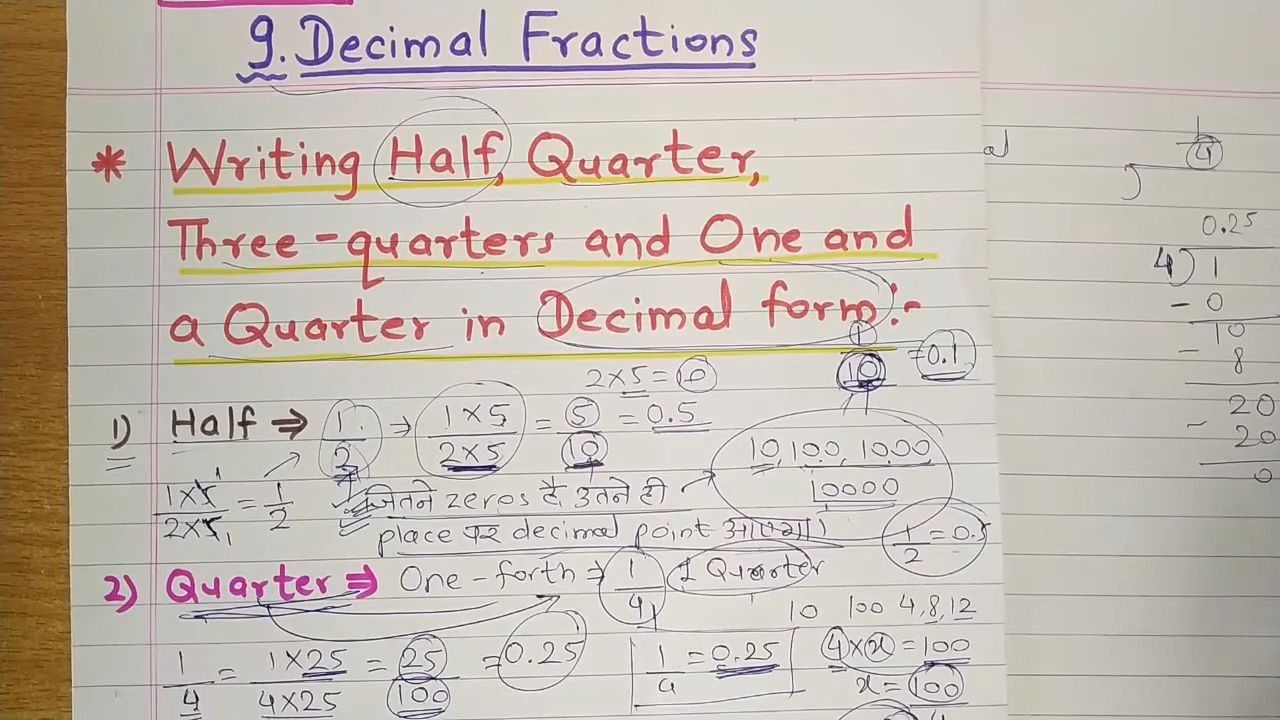 9. Decimal Fractions
* Writing Half, Quarter,
Three-quarters and One and
a Quarter in Decimal form:-
1/10 = 0.1
2×5=10
1) Half ⇒ 1/2 → 1×5/2×5 = 5/10 = 0.5
10, 100, 1000
10000
1×5/2×5 = 1/2
जितने zeros है उतने ही
place पर decimal point आएगा।
1/2 = 0.5
2) Quarter ⇒ One-forth ⇒ 1/4 Quarter
10 100 4,8,12
1/4 = 1×25/4×25 = 25/100 = 0.25
1/4 = 0.25
4×x = 100
x = 100
4
1/4
0.25
4)1
-0
10
-8
20
-20
0